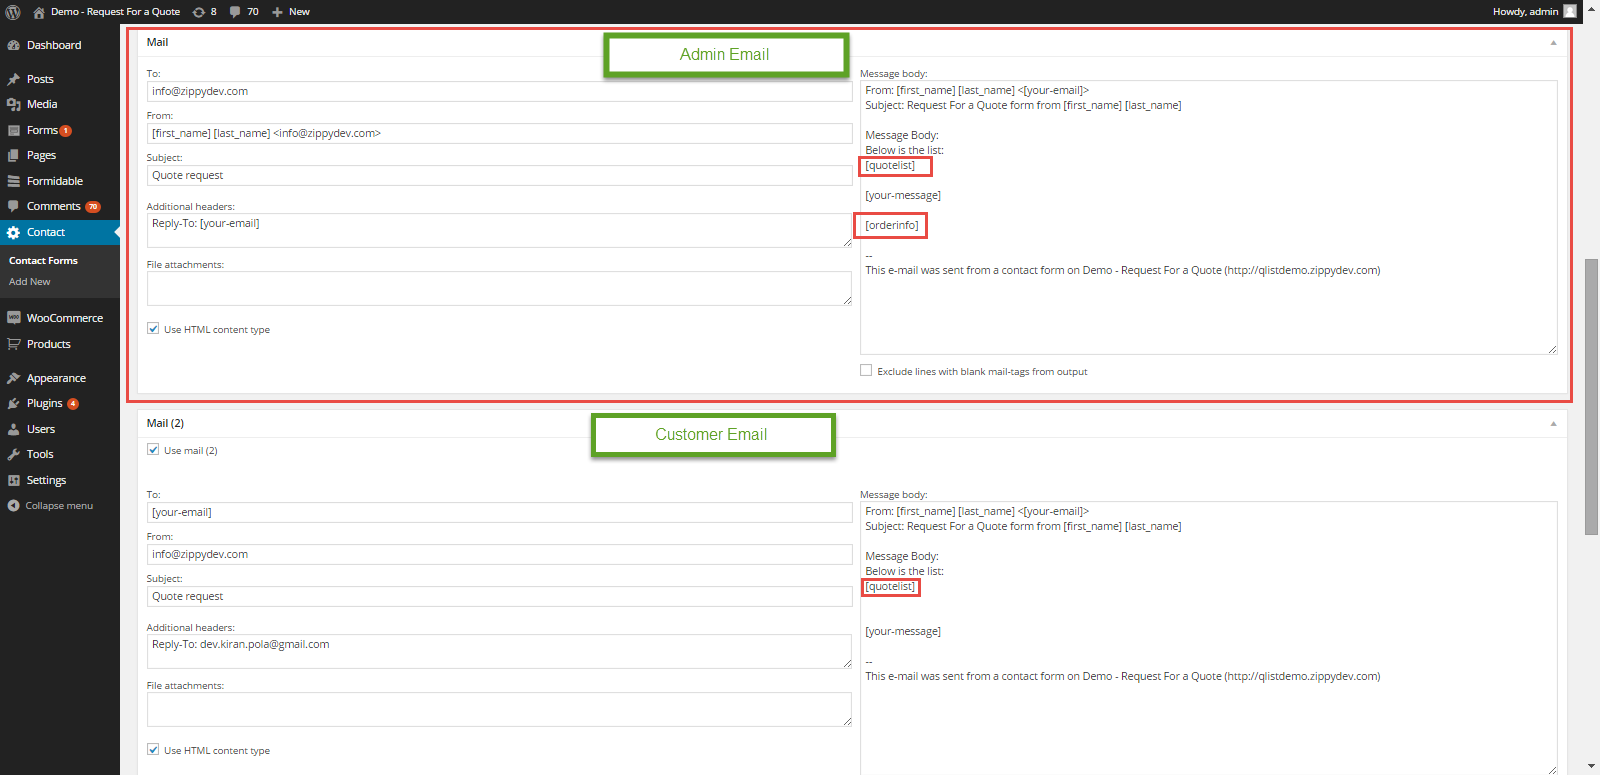 Demo - Request For a Quote 8 70 New Howdy, admin
Dashboard
Posts
Media
Forms 1
Pages
Formidable
Comments 70
Contact
Contact Forms
Add New
WooCommerce
Products
Appearance
Plugins 4
Users
Tools
Settings
Collapse menu
Mail
Admin Email
To:
info@zippydev.com
From:
[first_name] [last_name] <info@zippydev.com>
Subject:
Quote request
Additional headers:
Reply-To: [your-email]
File attachments:
Use HTML content type
Message body:
From: [first_name] [last_name] <[your-email]>
Subject: Request For a Quote form from [first_name] [last_name]
Message Body:
Below is the list:
[quotelist]
[your-message]
[orderinfo]
--
This e-mail was sent from a contact form on Demo - Request For a Quote (http://qlistdemo.zippydev.com)
Exclude lines with blank mail-tags from output
Mail (2)
Customer Email
Use mail (2)
To:
[your-email]
From:
info@zippydev.com
Subject:
Quote request
Additional headers:
Reply-To: dev.kiran.pola@gmail.com
File attachments:
Use HTML content type
Message body:
From: [first_name] [last_name] <[your-email]>
Subject: Request For a Quote form from [first_name] [last_name]
Message Body:
Below is the list:
[quotelist]
[your-message]
--
This e-mail was sent from a contact form on Demo - Request For a Quote (http://qlistdemo.zippydev.com)